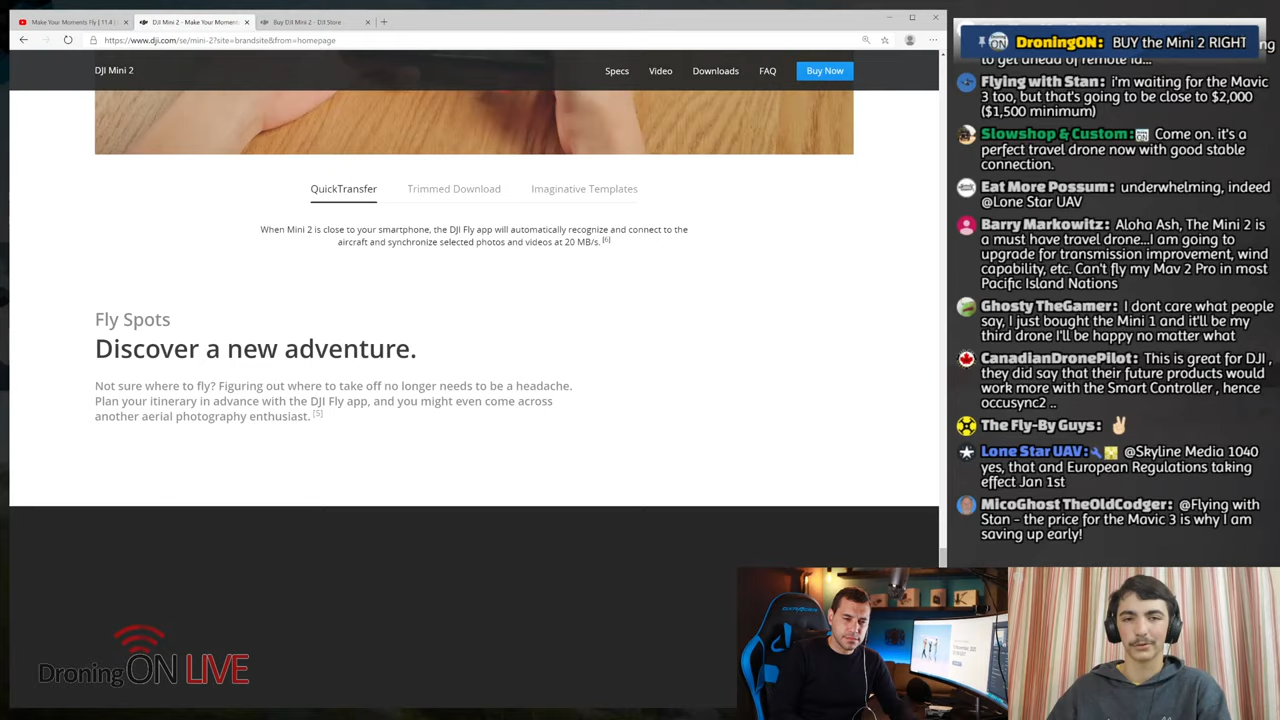 Make Your Moments Fly | 11.4 |
DJI Mini 2 - Make Your Momen
Buy DJI Mini 2 - DJI Store
https://www.dji.com/se/mini-2?site=brandsite&from=homepage
DJI Mini 2
Specs
Video
Downloads
FAQ
Buy Now
QuickTransfer
Trimmed Download
Imaginative Templates
When Mini 2 is close to your smartphone, the DJI Fly app will automatically recognize and connect to the
aircraft and synchronize selected photos and videos at 20 MB/s. [6]
Fly Spots
Discover a new adventure.
Not sure where to fly? Figuring out where to take off no longer needs to be a headache.
Plan your itinerary in advance with the DJI Fly app, and you might even come across
another aerial photography enthusiast. [5]
DroningON LIVE
DroningON: BUY the Mini 2 RIGHT
to get ahead of remote id...
Flying with Stan: i'm waiting for the Mavic
3 too, but that's going to be close to $2,000
($1,500 minimum)
Slowshop & Custom: Come on. it's a
perfect travel drone now with good stable
connection.
Eat More Possum: underwhelming, indeed
@Lone Star UAV
Barry Markowitz: Aloha Ash, The Mini 2 is
a must have travel drone...I am going to
upgrade for transmission improvement, wind
capability, etc. Can't fly my Mav 2 Pro in most
Pacific Island Nations
Ghosty TheGamer: I dont care what people
say, I just bought the Mini 1 and it'll be my
third drone I'll be happy no matter what
CanadianDronePilot: This is great for DJI ,
they did say that their future products would
work more with the Smart Controller , hence
occusync2 ..
The Fly-By Guys: ✌🏻
Lone Star UAV: @Skyline Media 1040
yes, that and European Regulations taking
effect Jan 1st
MicoGhost TheOldCodger: @Flying with
Stan - the price for the Mavic 3 is why I am
saving up early!